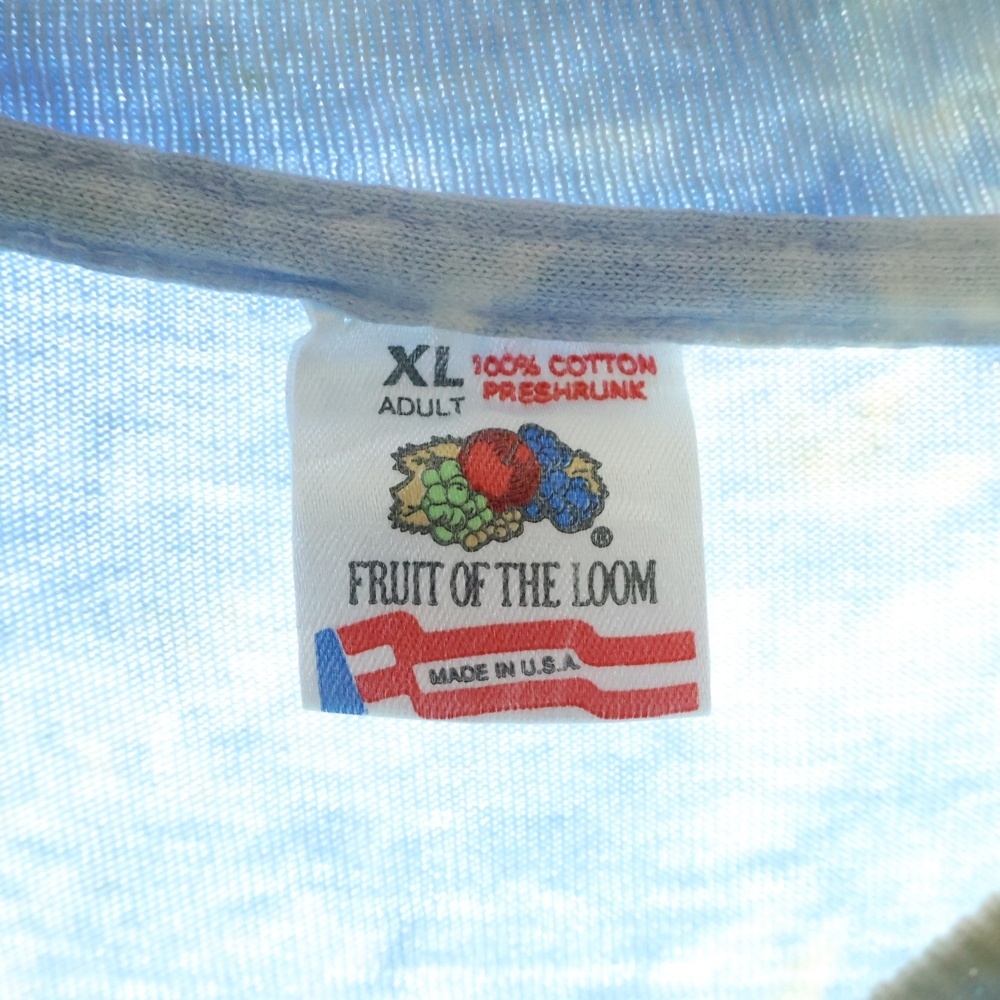 XL
ADULT
100% COTTON
PRESHRUNK
®
FRUIT OF THE LOOM
MADE IN U.S.A.